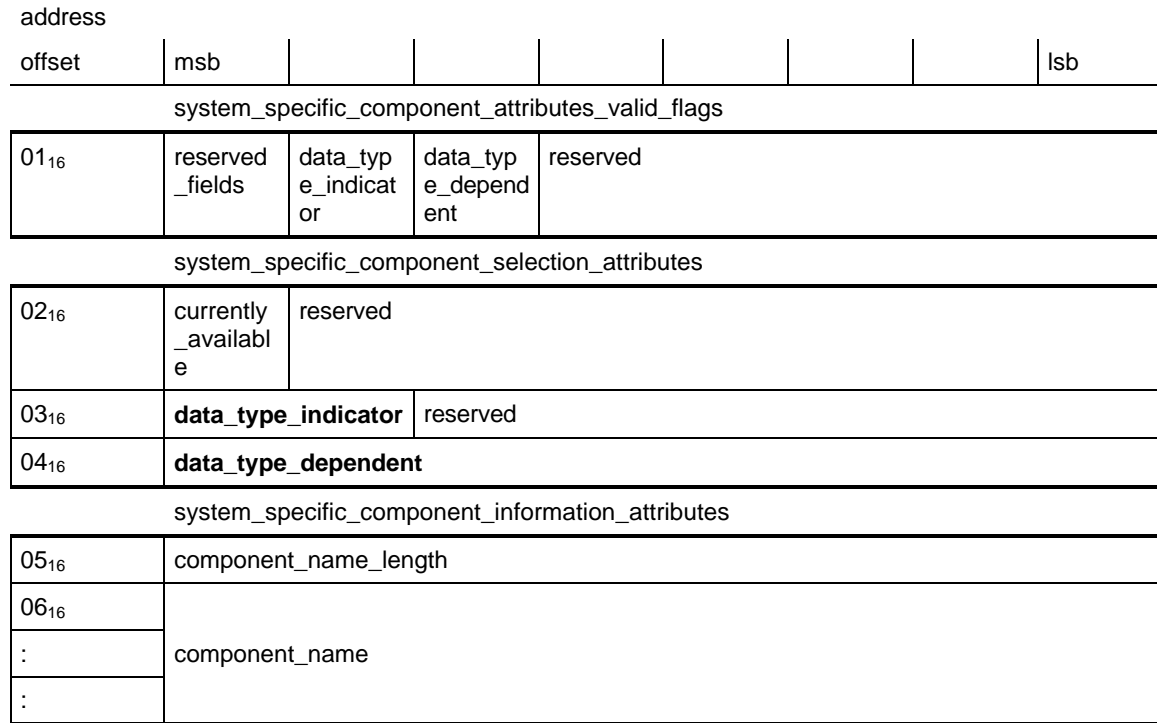 address
offset msb lsb
system_specific_component_attributes_valid_flags
01₁₆ reserved data_typ data_typ reserved
_fields e_indicat e_depend
or ent
system_specific_component_selection_attributes
02₁₆ currently reserved
_availabl
e
03₁₆ data_type_indicator reserved
04₁₆ data_type_dependent
system_specific_component_information_attributes
05₁₆ component_name_length
06₁₆
: component_name
: